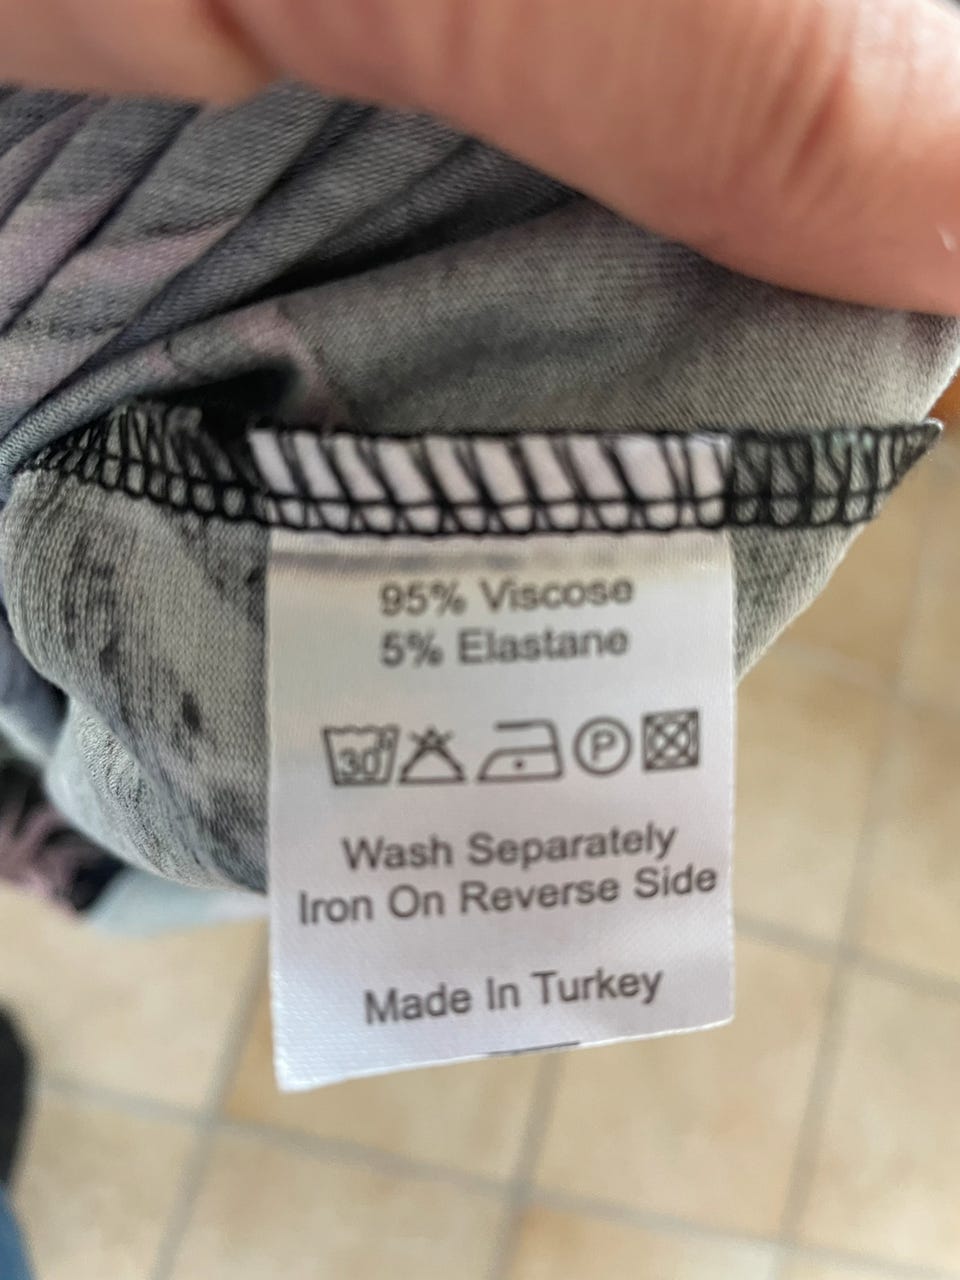 95% Viscose
5% Elastane
30° P
Wash Separately
Iron On Reverse Side
Made In Turkey